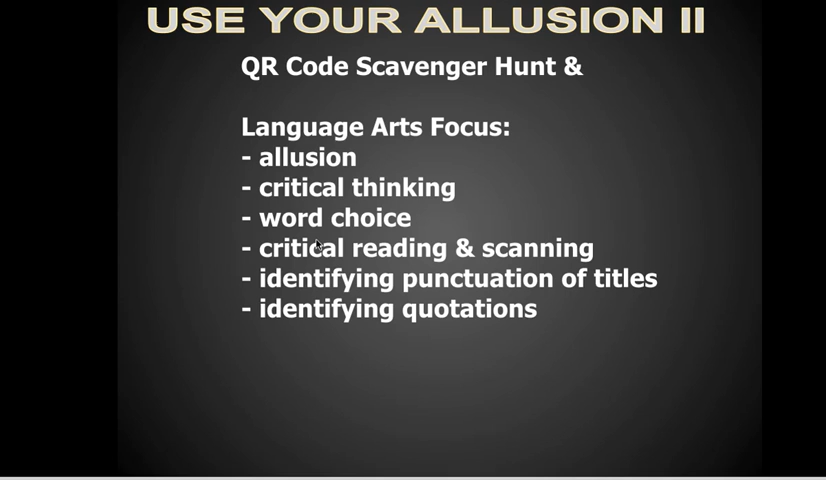 USE YOUR ALLUSION II
QR Code Scavenger Hunt &
Language Arts Focus:
- allusion
- critical thinking
- word choice
- critical reading & scanning
- identifying punctuation of titles
- identifying quotations